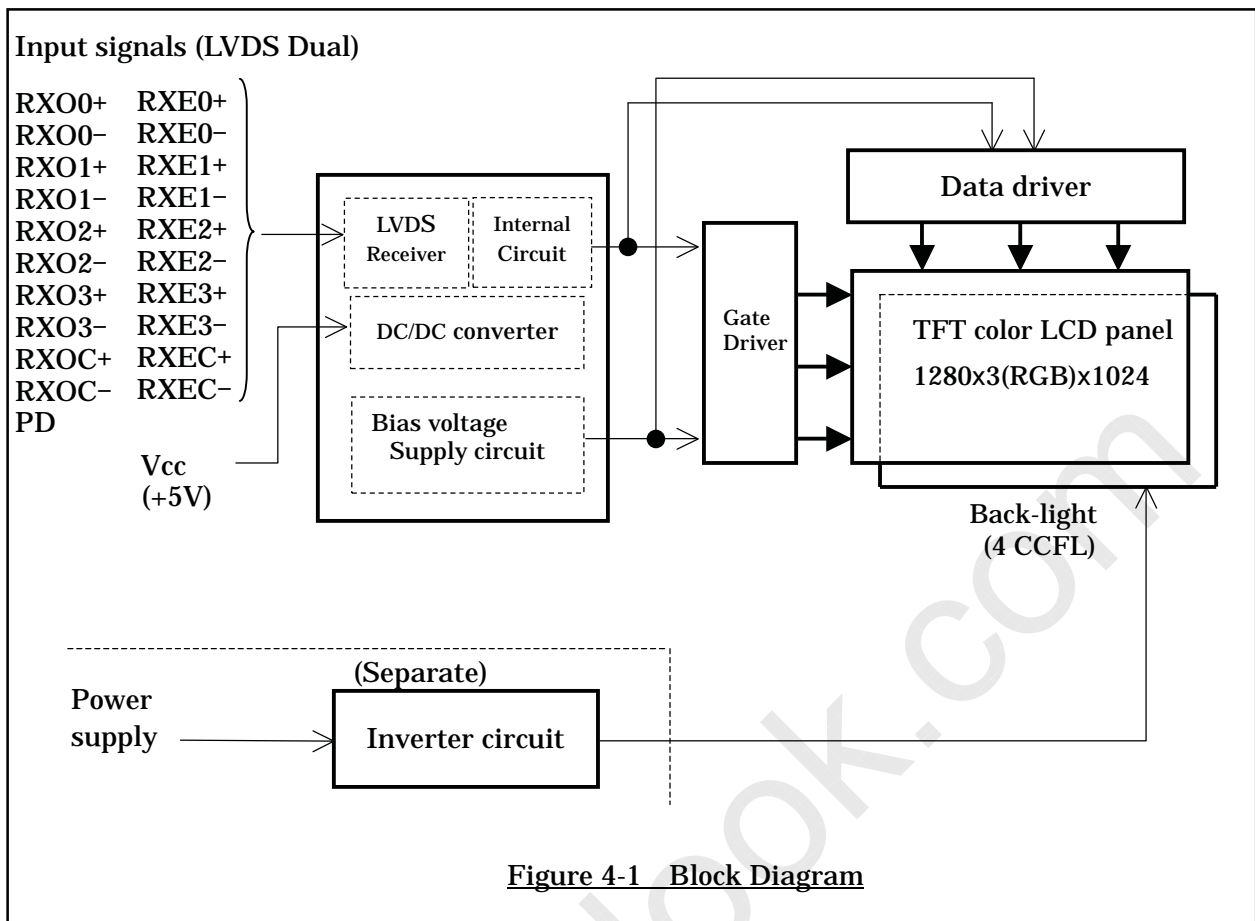 Input signals (LVDS Dual)
RXO0+ RXE0+
RXO0− RXE0−
RXO1+ RXE1+
RXO1− RXE1−
RXO2+ RXE2+
RXO2− RXE2−
RXO3+ RXE3+
RXO3− RXE3−
RXOC+ RXEC+
RXOC− RXEC−
PD
Vcc
(+5V)
LVDS
Receiver
Internal
Circuit
DC/DC converter
Bias voltage
Supply circuit
Gate
Driver
Data driver
TFT color LCD panel
1280x3(RGB)x1024
Back-light
(4 CCFL)
(Separate)
Power
supply
Inverter circuit
Figure 4-1 Block Diagram
look.com